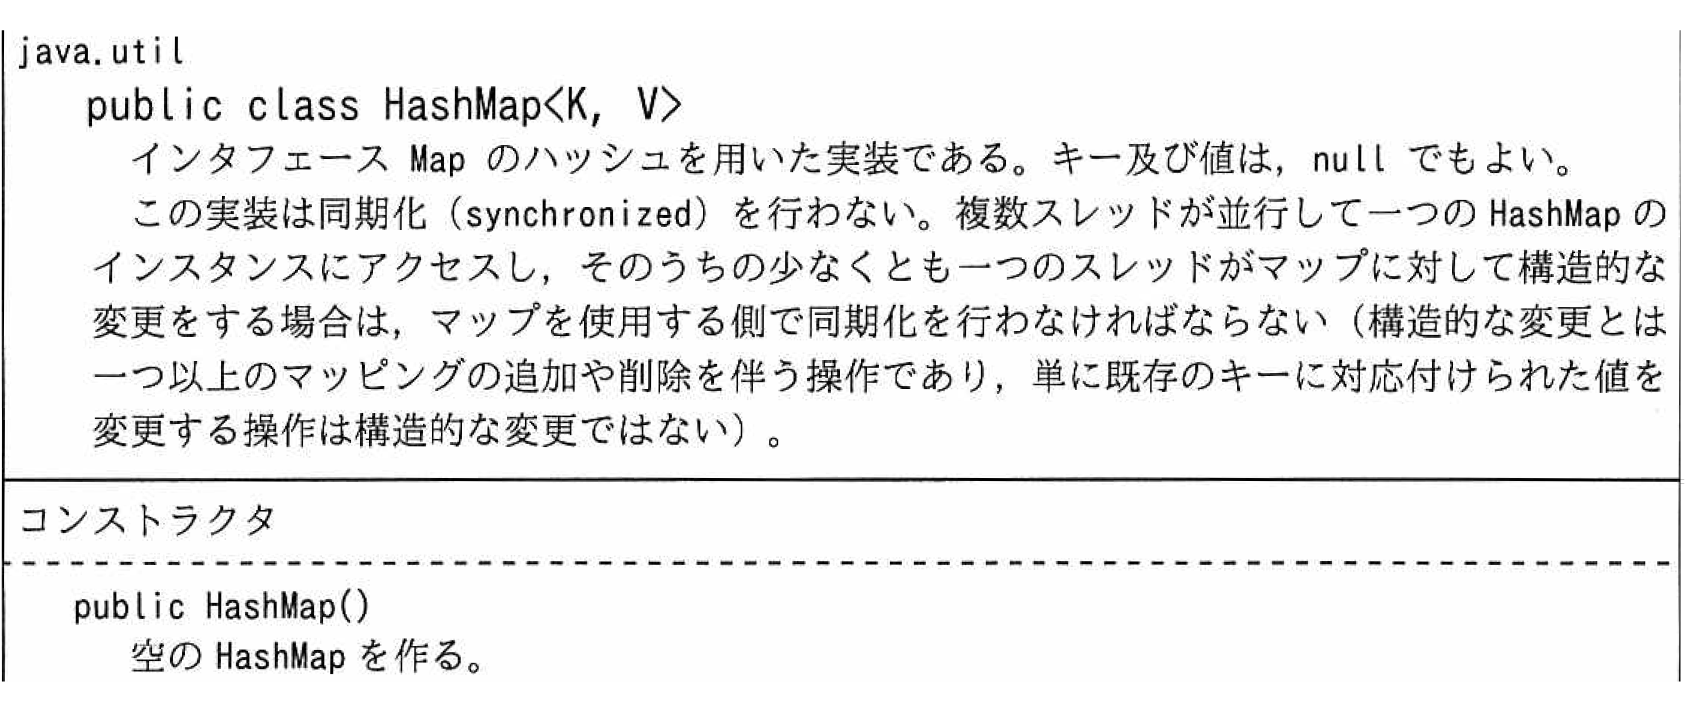 java.util
public class HashMap<K, V>
インタフェース Map のハッシュを用いた実装である。キー及び値は，null でもよい。
この実装は同期化（synchronized）を行わない。複数スレッドが並行して一つの HashMap の
インスタンスにアクセスし，そのうちの少なくとも一つのスレッドがマップに対して構造的な
変更をする場合は，マップを使用する側で同期化を行わなければならない（構造的な変更とは
一つ以上のマッピングの追加や削除を伴う操作であり，単に既存のキーに対応付けられた値を
変更する操作は構造的な変更ではない）。
コンストラクタ
public HashMap()
空の HashMap を作る。